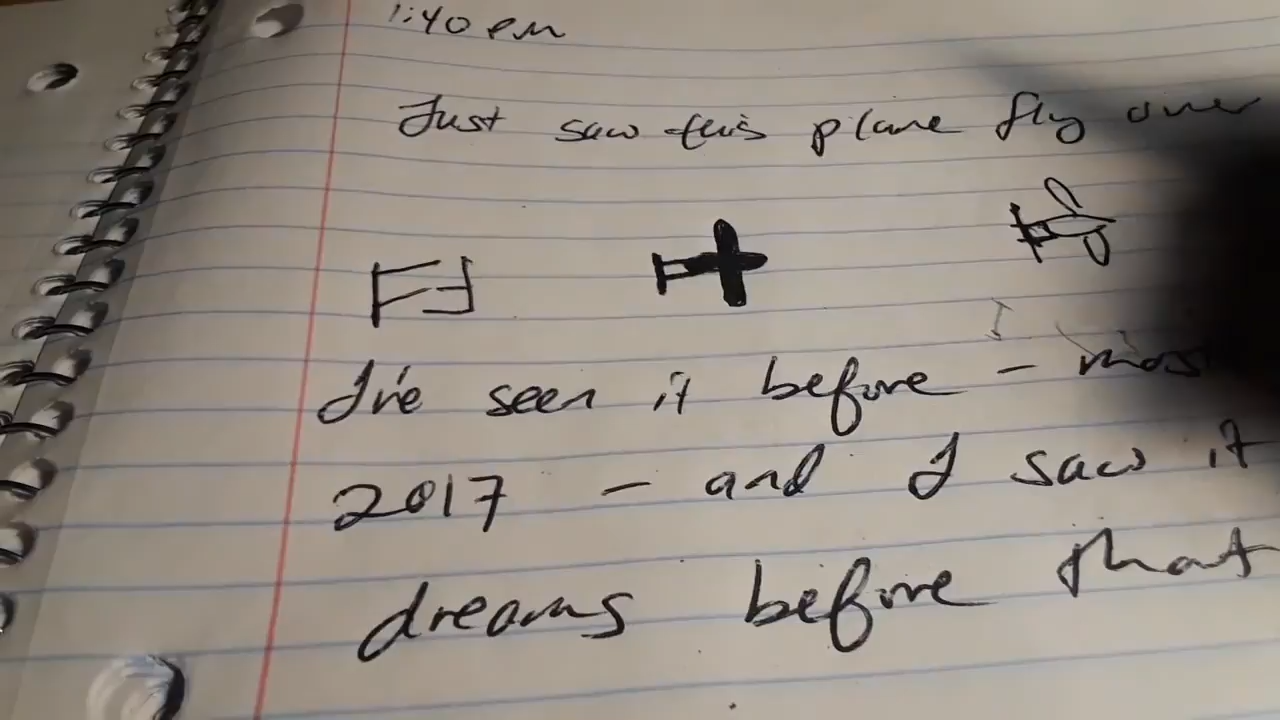 1:40 PM
Just saw this plane fly over
I've seen it before -
2017 - and I saw it
dreams before that